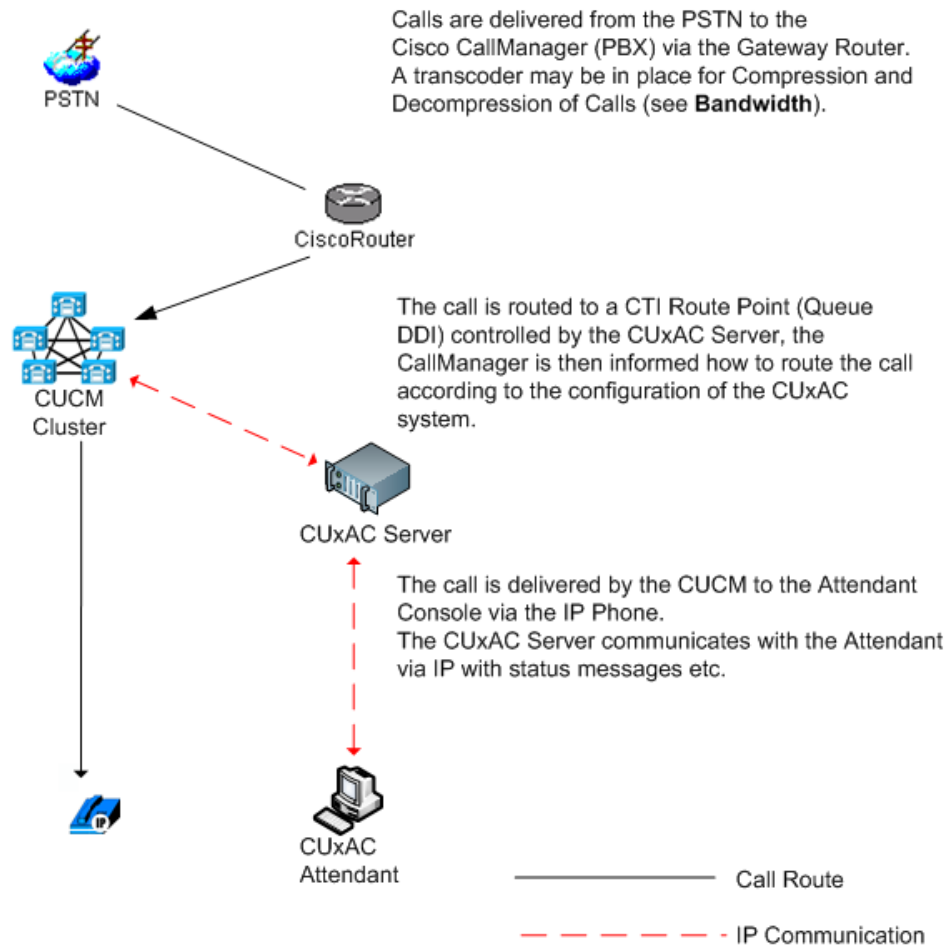 Calls are delivered from the PSTN to the
Cisco CallManager (PBX) via the Gateway Router.
A transcoder may be in place for Compression and
Decompression of Calls (see Bandwidth).
PSTN
CiscoRouter
The call is routed to a CTI Route Point (Queue
DDI) controlled by the CUxAC Server, the
CallManager is then informed how to route the call
according to the configuration of the CUxAC
system.
CUCM
Cluster
CUxAC Server
The call is delivered by the CUCM to the Attendant
Console via the IP Phone.
The CUxAC Server communicates with the Attendant
via IP with status messages etc.
IP
CUxAC
Attendant
Call Route
IP Communication